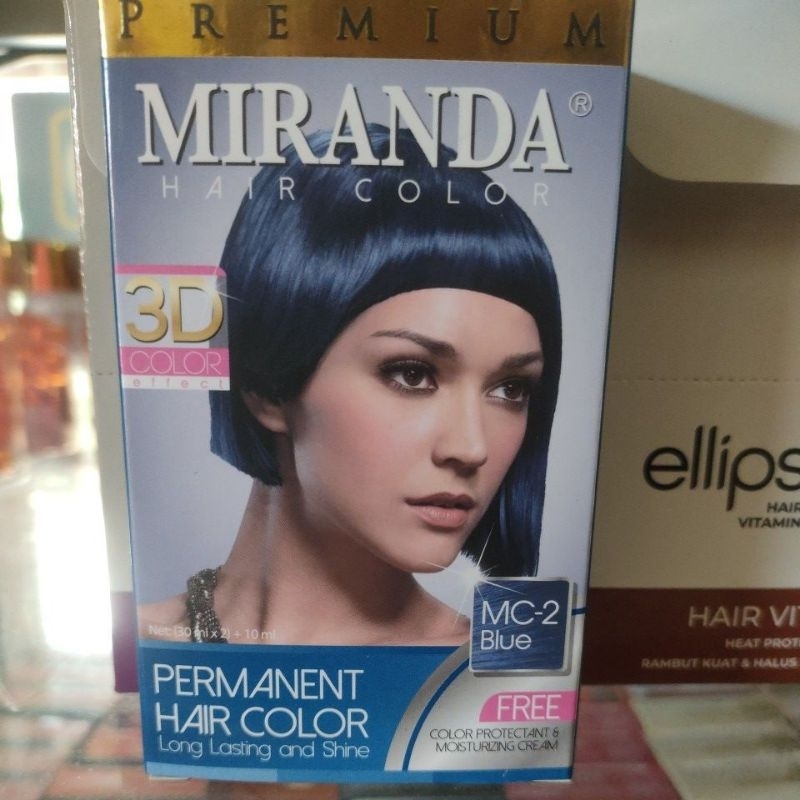 PREMIUM
MIRANDA®
HAIR COLOR
3D
COLOR
effect
MC-2
Blue
Net: (30 ml x 2) + 10 ml
PERMANENT
HAIR COLOR
Long Lasting and Shine
FREE
COLOR PROTECTANT &
MOISTURIZING CREAM
ellips
HAIR
VITAMIN
HAIR VIT
HEAT PROT
RAMBUT KUAT & HALUS